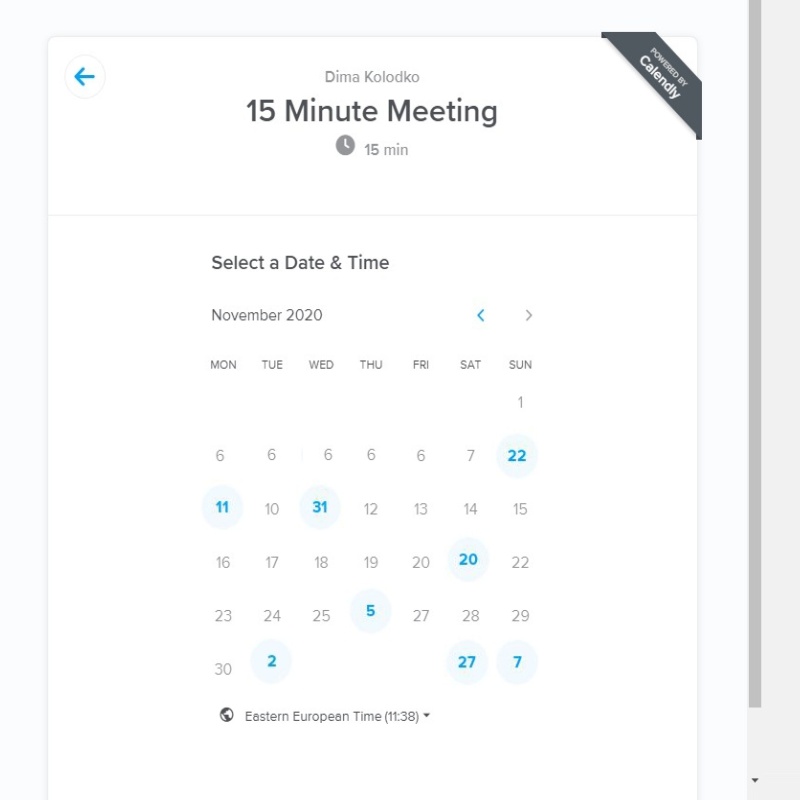 POWERED BY
Calendly
Dima Kolodko
15 Minute Meeting
15 min
Select a Date & Time
November 2020
MON TUE WED THU FRI SAT SUN
1
6 6 6 6 6 7 22
11 10 31 12 13 14 15
16 17 18 19 20 20 22
23 24 25 5 27 28 29
30 2 27 7
Eastern European Time (11:38)